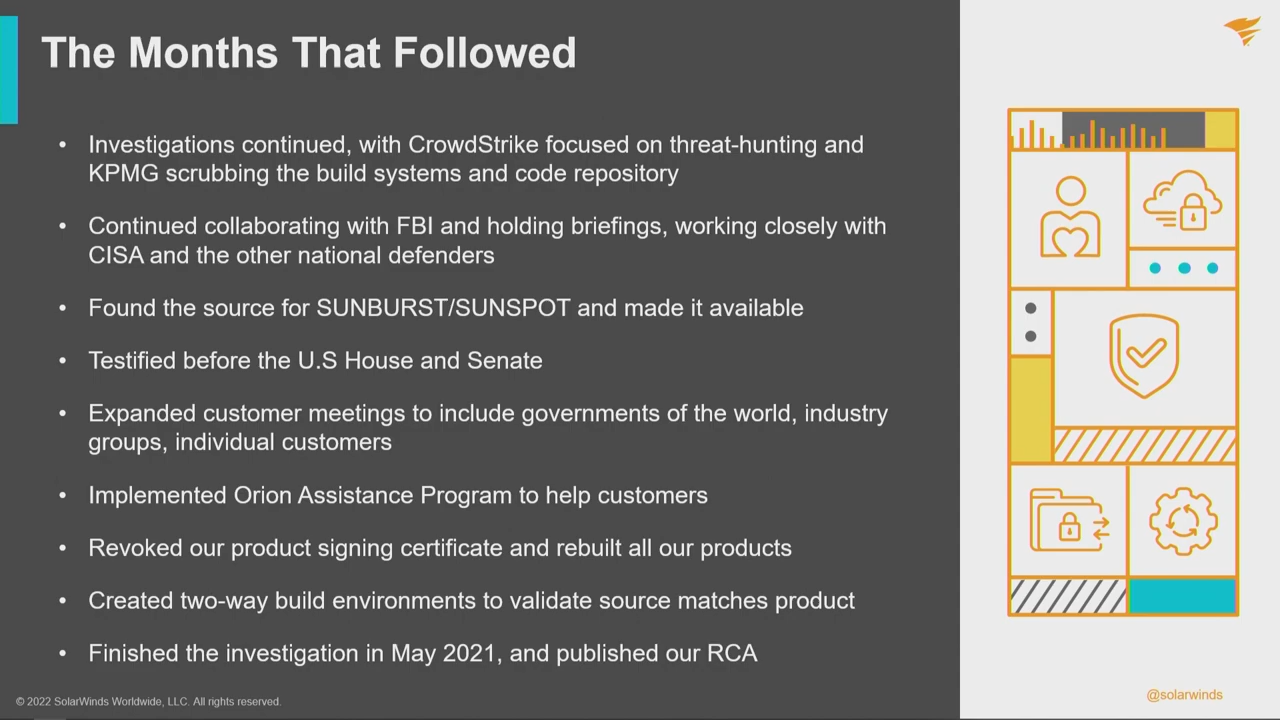 The Months That Followed
• Investigations continued, with CrowdStrike focused on threat-hunting and
KPMG scrubbing the build systems and code repository
• Continued collaborating with FBI and holding briefings, working closely with
CISA and the other national defenders
• Found the source for SUNBURST/SUNSPOT and made it available
• Testified before the U.S House and Senate
• Expanded customer meetings to include governments of the world, industry
groups, individual customers
• Implemented Orion Assistance Program to help customers
• Revoked our product signing certificate and rebuilt all our products
• Created two-way build environments to validate source matches product
• Finished the investigation in May 2021, and published our RCA
© 2022 SolarWinds Worldwide, LLC. All rights reserved.
@solarwinds